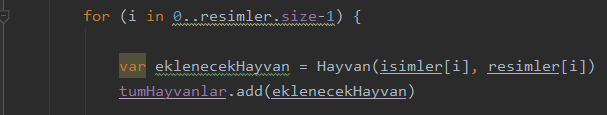 for (i in 0..resimler.size-1) {
var eklenecekHayvan = Hayvan(isimler[i], resimler[i])
tumHayvanlar.add(eklenecekHayvan)